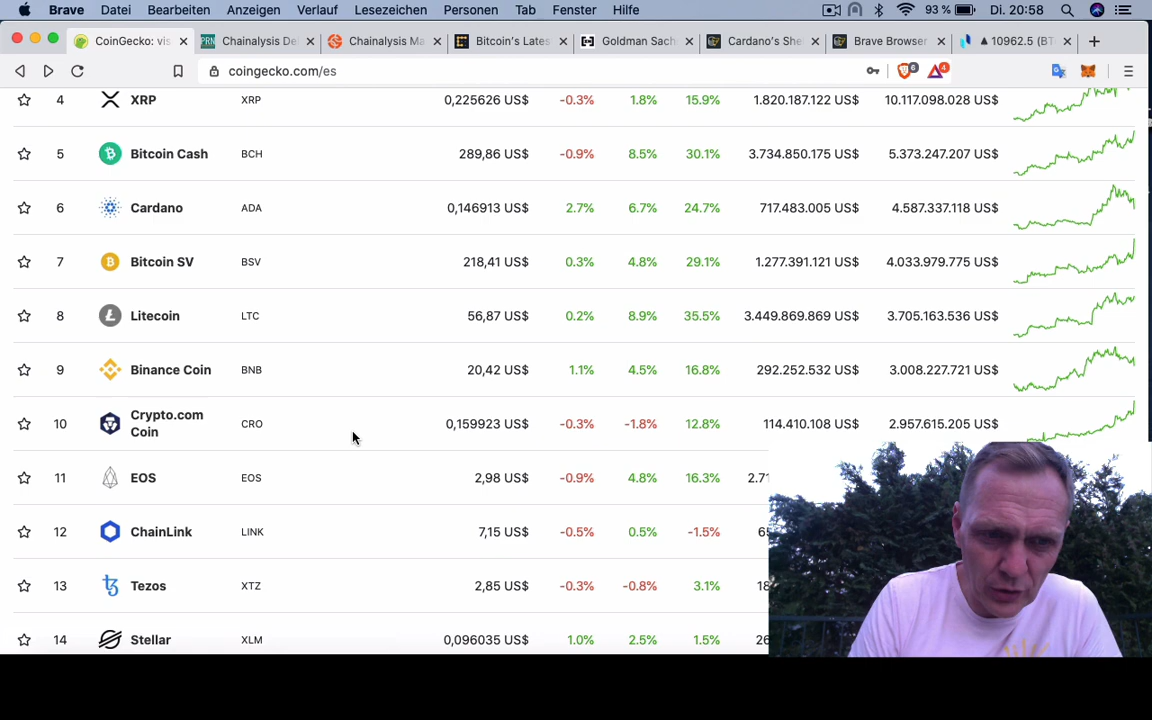 Brave Datei Bearbeiten Anzeigen Verlauf Lesezeichen Personen Tab Fenster Hilfe 93 % Di. 20:58
CoinGecko: vis Chainalysis De Chainalysis Ma Bitcoin's Lates Goldman Sach Cardano's She Brave Browser ▲ 10962.5 (BT
coingecko.com/es 6 4
4 XRP XRP 0,225626 US$ -0.3% 1.8% 15.9% 1.820.187.122 US$ 10.117.098.028 US$
5 Bitcoin Cash BCH 289,86 US$ -0.9% 8.5% 30.1% 3.734.850.175 US$ 5.373.247.207 US$
6 Cardano ADA 0,146913 US$ 2.7% 6.7% 24.7% 717.483.005 US$ 4.587.337.118 US$
7 Bitcoin SV BSV 218,41 US$ 0.3% 4.8% 29.1% 1.277.391.121 US$ 4.033.979.775 US$
8 Litecoin LTC 56,87 US$ 0.2% 8.9% 35.5% 3.449.869.869 US$ 3.705.163.536 US$
9 Binance Coin BNB 20,42 US$ 1.1% 4.5% 16.8% 292.252.532 US$ 3.008.227.721 US$
10 Crypto.com Coin CRO 0,159923 US$ -0.3% -1.8% 12.8% 114.410.108 US$ 2.957.615.205 US$
11 EOS EOS 2,98 US$ -0.9% 4.8% 16.3% 2.71
12 ChainLink LINK 7,15 US$ -0.5% 0.5% -1.5% 65
13 Tezos XTZ 2,85 US$ -0.3% -0.8% 3.1% 18
14 Stellar XLM 0,096035 US$ 1.0% 2.5% 1.5% 26